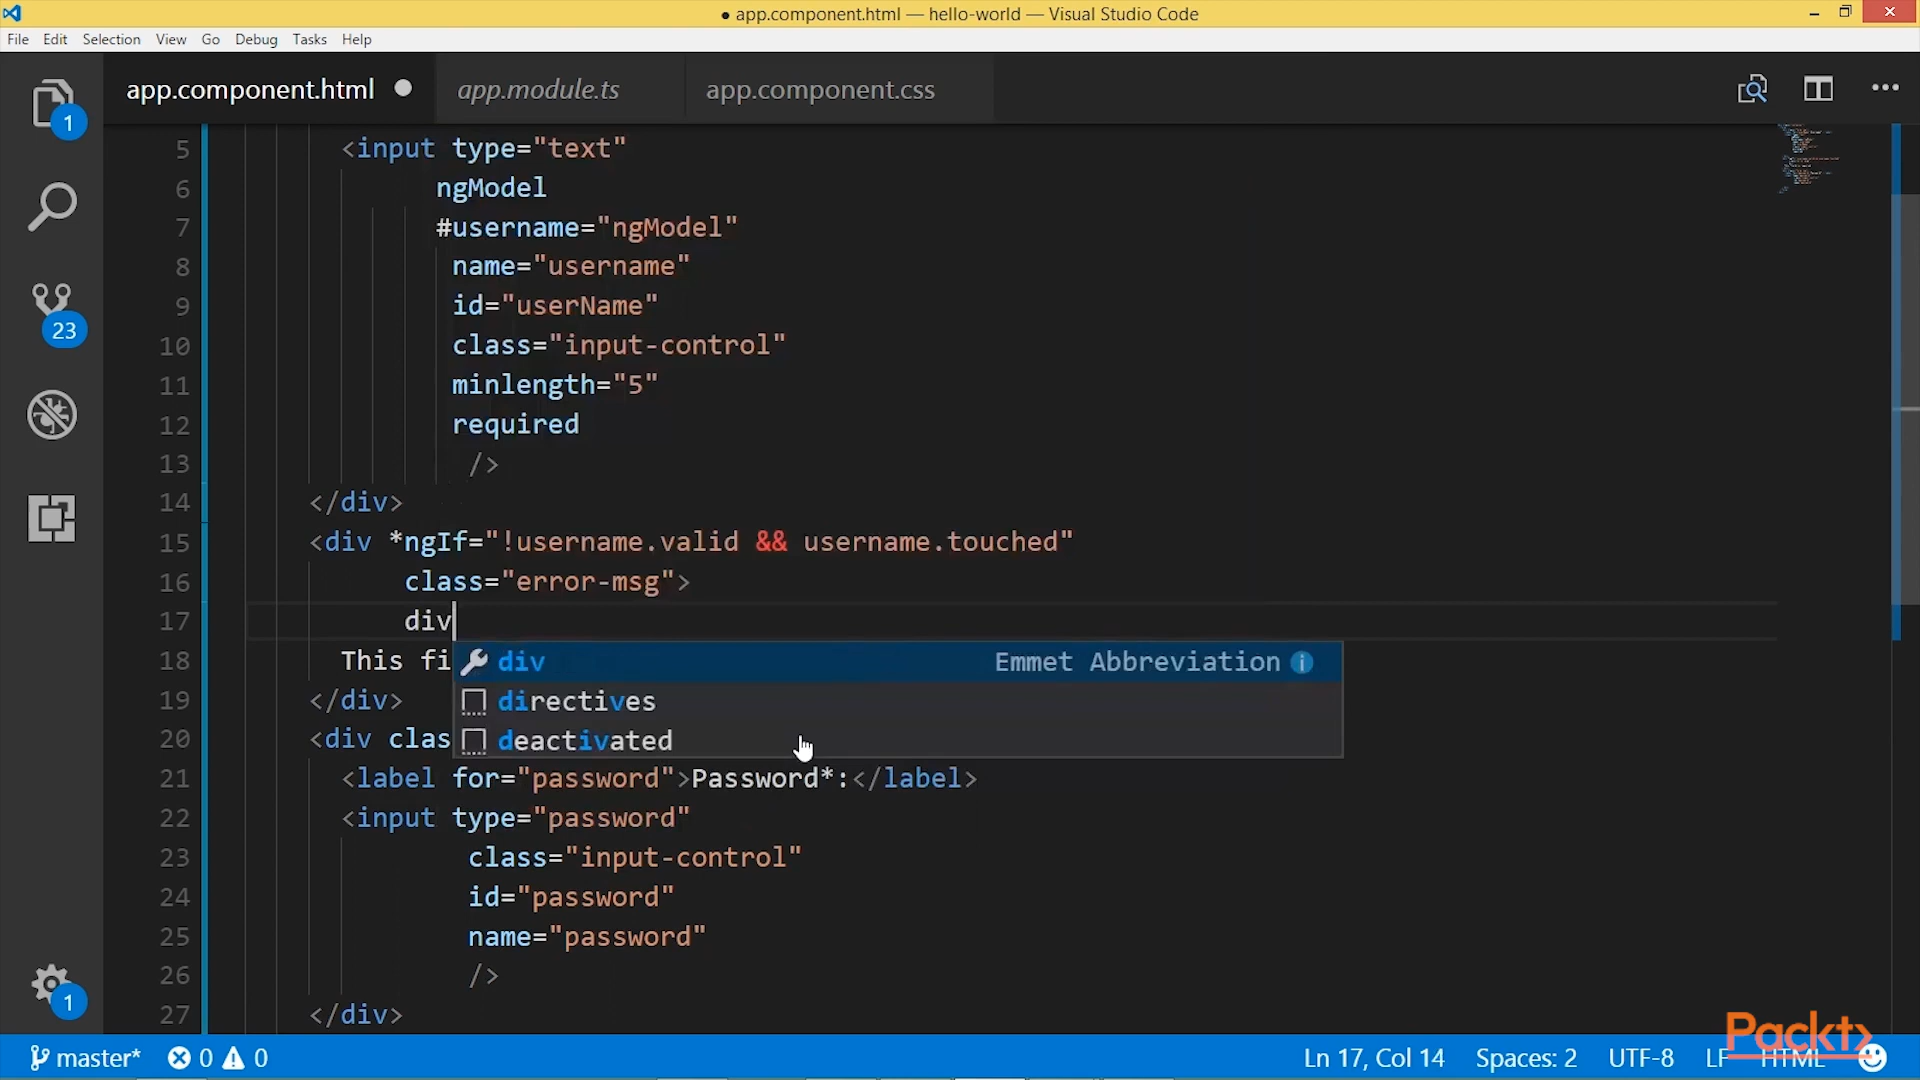 ● app.component.html — hello-world — Visual Studio Code
File Edit Selection View Go Debug Tasks Help
app.component.html app.module.ts app.component.css
1
23
1
5 <input type="text"
6 ngModel
7 #username="ngModel"
8 name="username"
9 id="userName"
10 class="input-control"
11 minlength="5"
12 required
13 />
14 </div>
15 <div *ngIf="!username.valid && username.touched"
16 class="error-msg">
17 div
div Emmet Abbreviation
directives
deactivated
18 This fi
19 </div>
20 <div clas
21 <label for="password">Password*:</label>
22 <input type="password"
23 class="input-control"
24 id="password"
25 name="password"
26 />
27 </div>
Packt>
master* 0 0 Ln 17, Col 14 Spaces: 2 UTF-8 LF HTML